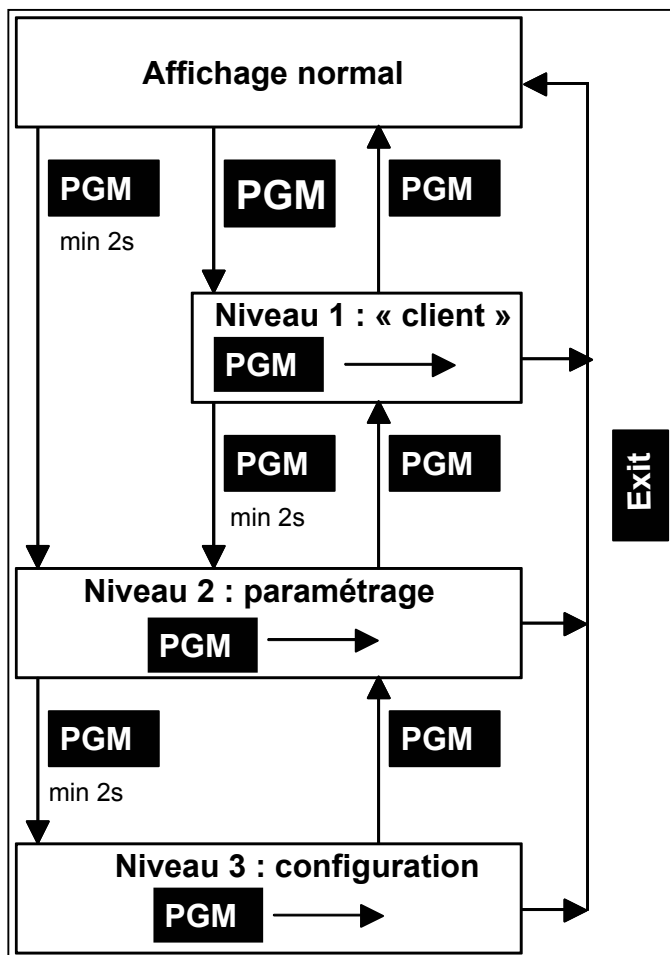 Affichage normal
PGM
min 2s
PGM
PGM
Niveau 1 : « client »
PGM
PGM
min 2s
PGM
Exit
Niveau 2 : paramétrage
PGM
PGM
min 2s
PGM
Niveau 3 : configuration
PGM